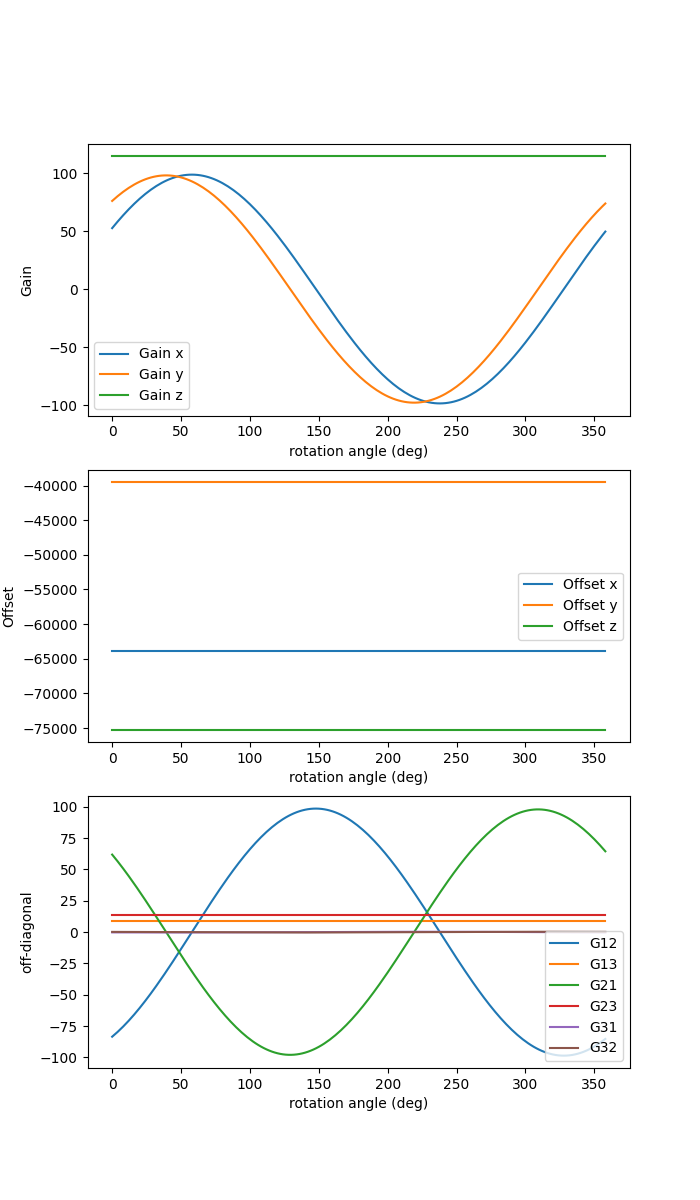 100
50
0
−50
−100
Gain
Gain x
Gain y
Gain z
0 50 100 150 200 250 300 350
rotation angle (deg)
−40000
−45000
−50000
−55000
−60000
−65000
−70000
−75000
Offset
Offset x
Offset y
Offset z
0 50 100 150 200 250 300 350
rotation angle (deg)
100
75
50
25
0
−25
−50
−75
−100
off-diagonal
G12
G13
G21
G23
G31
G32
0 50 100 150 200 250 300 350
rotation angle (deg)